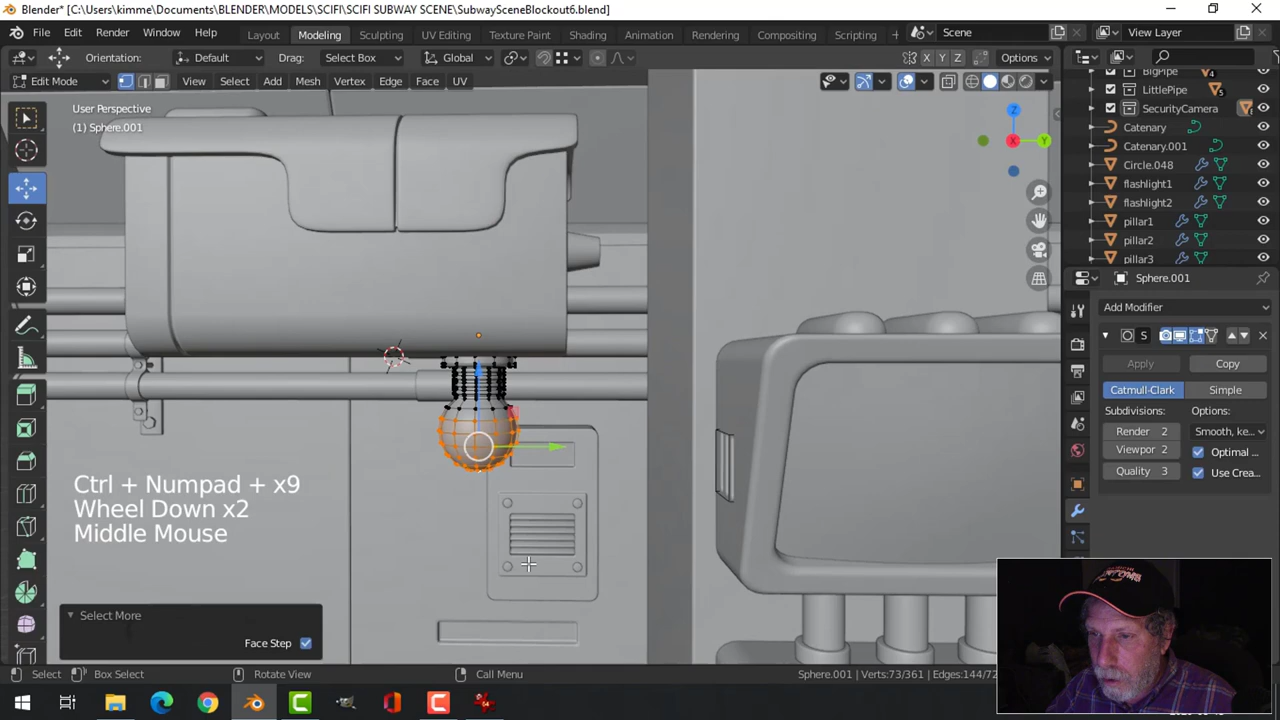 Blender* [C:\Users\kimme\Documents\BLENDER\MODELS\SCIFI\SCIFI SUBWAY SCENE\SubwaySceneBlockout6.blend]
File Edit Render Window Help Layout Modeling Sculpting UV Editing Texture Paint Shading Animation Rendering Compositing Scripting + Scene View Layer
Orientation: Default Drag: Select Box Global X Y Z Options
Edit Mode View Select Add Mesh Vertex Edge Face UV
User Perspective
(1) Sphere.001
Z
X
Y
BigPipe 4
LittlePipe 5
SecurityCamera
Catenary
Catenary.001
Circle.048
flashlight1
flashlight2
pillar1
pillar2
pillar3
Sphere.001
Add Modifier
S
Apply Copy
Catmull-Clark Simple
Subdivisions: Options:
Render 2 Smooth, ke...
Viewpor 2 Optimal ...
Quality 3 Use Crea...
Ctrl + Numpad + x9
Wheel Down x2
Middle Mouse
Select More
Face Step
Select Box Select Rotate View Call Menu Sphere.001 | Verts:73/361 | Edges:144/72